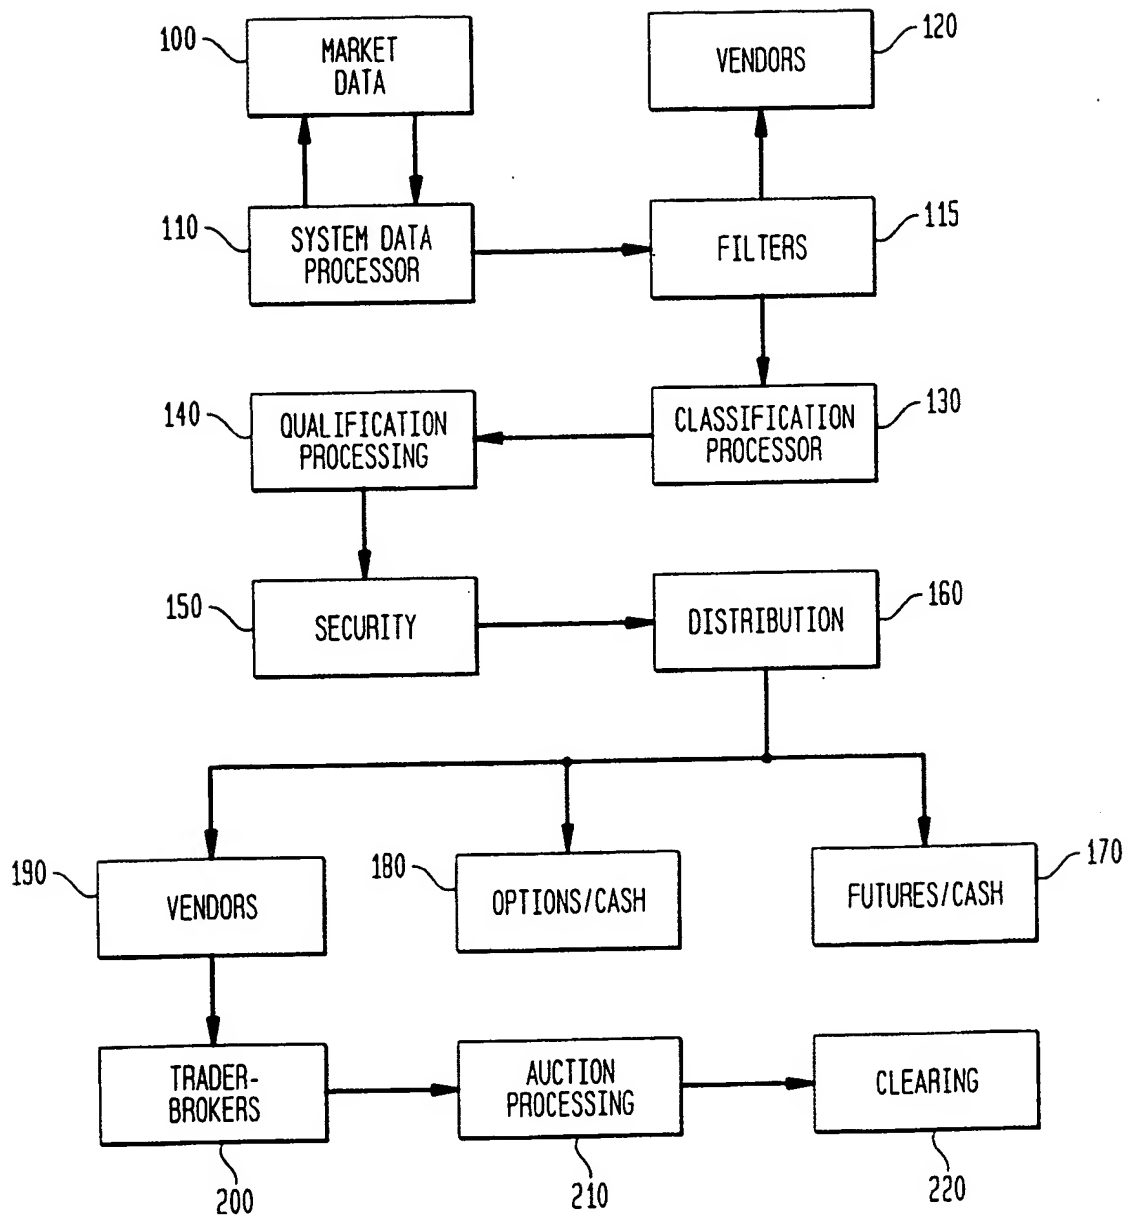 100
MARKET
DATA
VENDORS
120
110
SYSTEM DATA
PROCESSOR
FILTERS
115
140
QUALIFICATION
PROCESSING
CLASSIFICATION
PROCESSOR
130
150
SECURITY
DISTRIBUTION
160
190
VENDORS
180
OPTIONS/CASH
FUTURES/CASH
170
TRADER-
BROKERS
200
AUCTION
PROCESSING
210
CLEARING
220